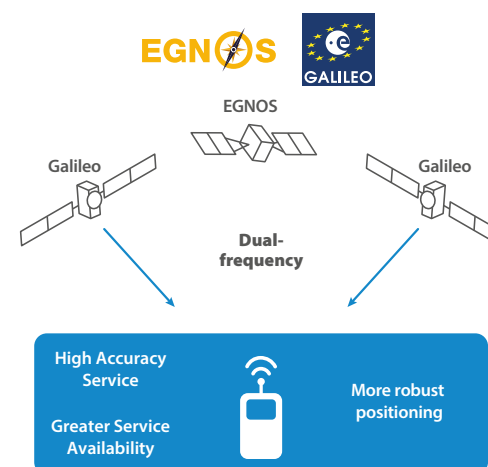 EGNOS
GALILEO
EGNOS
Galileo
Galileo
Dual-
frequency
High Accuracy
Service
Greater Service
Availability
More robust
positioning